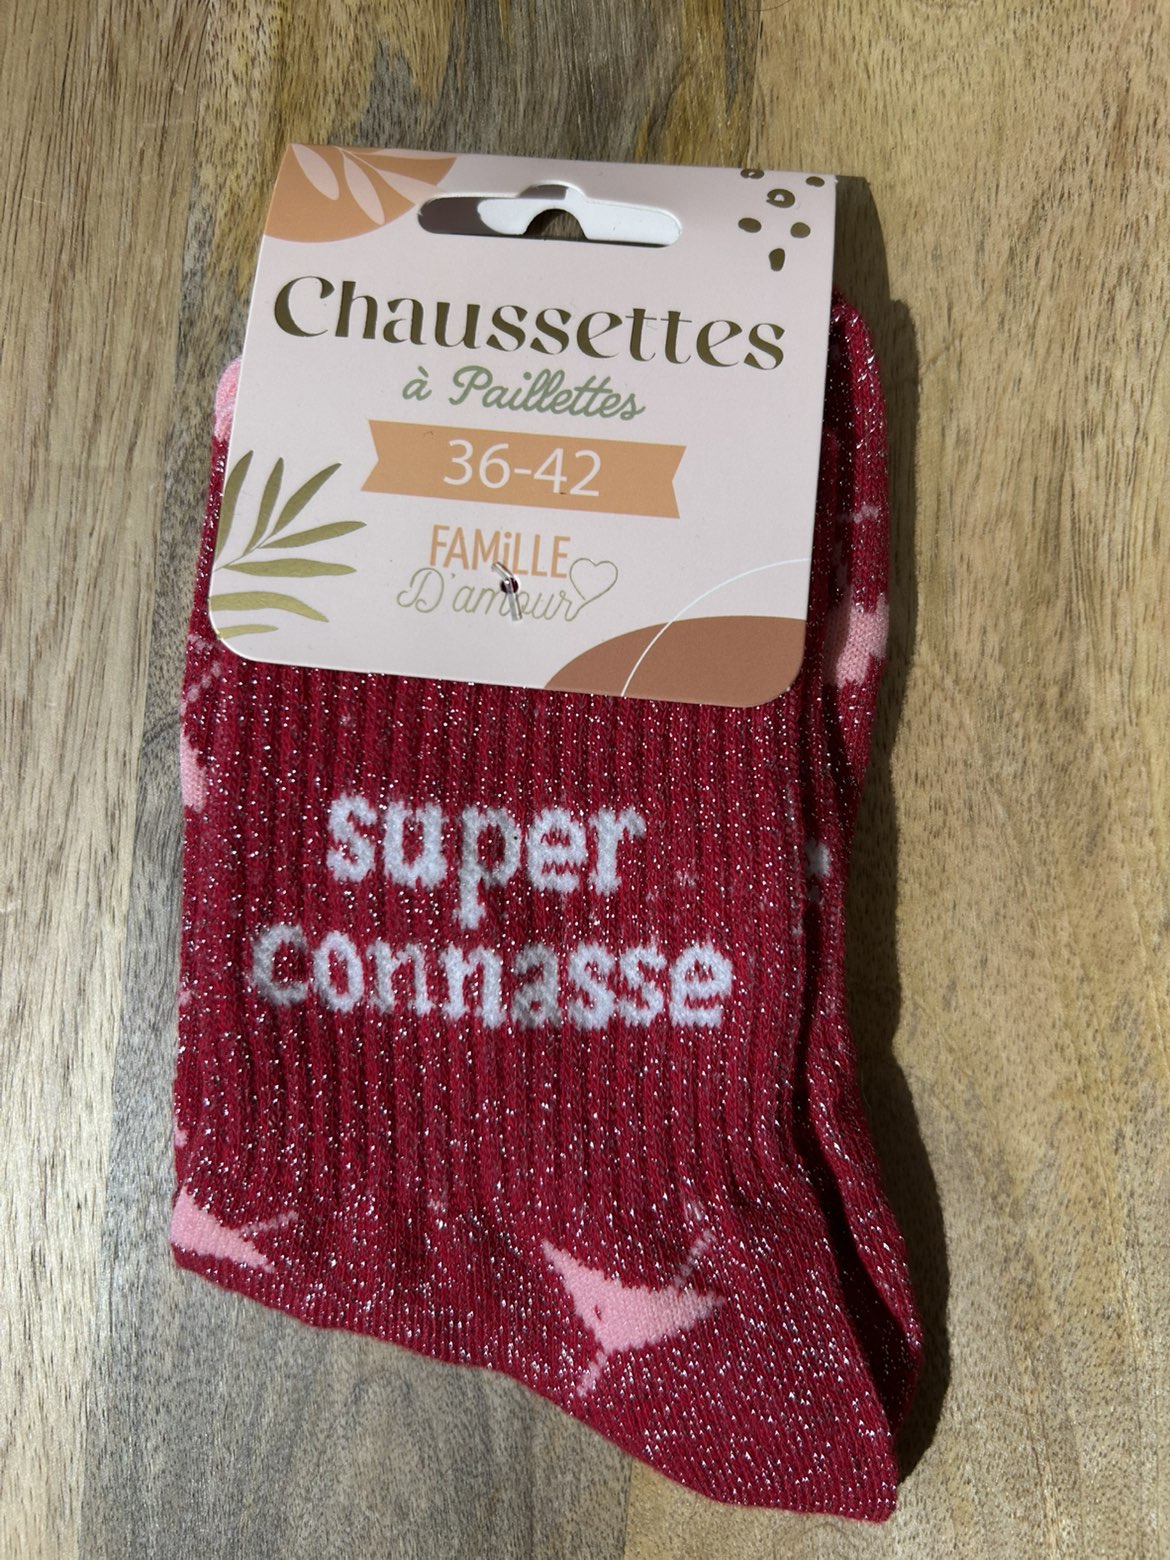 Chaussettes
à Paillettes
36-42
FAMiLLE
D'amour
super
connasse